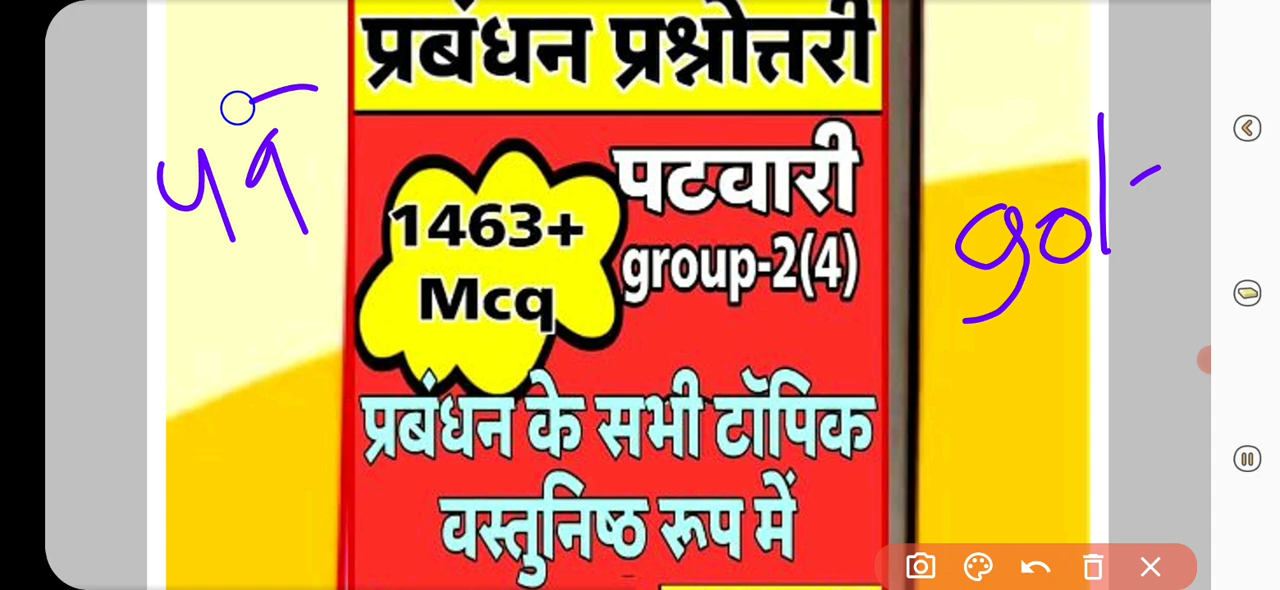 प्रबंधन प्रश्नोत्तरी
1463+
Mcq
पटवारी
group-2(4)
प्रबंधन के सभी टॉपिक
वस्तुनिष्ठ रूप में